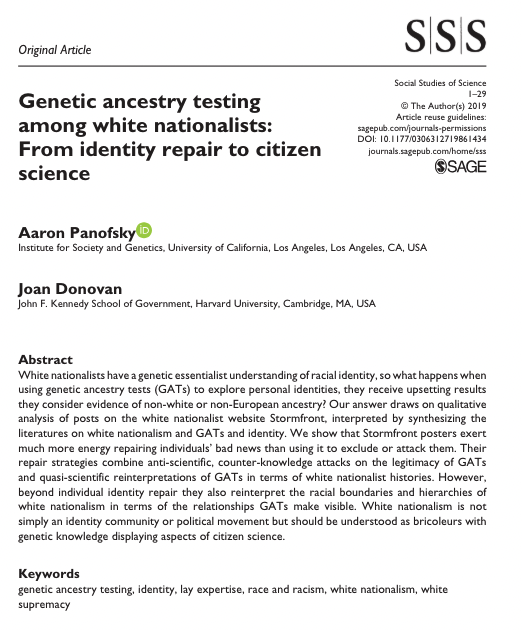 SSS
Original Article
Social Studies of Science
1–29
© The Author(s) 2019
Article reuse guidelines:
sagepub.com/journals-permissions
DOI: 10.1177/0306312719861434
journals.sagepub.com/home/sss
SAGE
Genetic ancestry testing
among white nationalists:
From identity repair to citizen
science
Aaron Panofsky iD
Institute for Society and Genetics, University of California, Los Angeles, Los Angeles, CA, USA
Joan Donovan
John F. Kennedy School of Government, Harvard University, Cambridge, MA, USA
Abstract
White nationalists have a genetic essentialist understanding of racial identity, so what happens when
using genetic ancestry tests (GATs) to explore personal identities, they receive upsetting results
they consider evidence of non-white or non-European ancestry? Our answer draws on qualitative
analysis of posts on the white nationalist website Stormfront, interpreted by synthesizing the
literatures on white nationalism and GATs and identity. We show that Stormfront posters exert
much more energy repairing individuals’ bad news than using it to exclude or attack them. Their
repair strategies combine anti-scientific, counter-knowledge attacks on the legitimacy of GATs
and quasi-scientific reinterpretations of GATs in terms of white nationalist histories. However,
beyond individual identity repair they also reinterpret the racial boundaries and hierarchies of
white nationalism in terms of the relationships GATs make visible. White nationalism is not
simply an identity community or political movement but should be understood as bricoleurs with
genetic knowledge displaying aspects of citizen science.
Keywords
genetic ancestry testing, identity, lay expertise, race and racism, white nationalism, white
supremacy